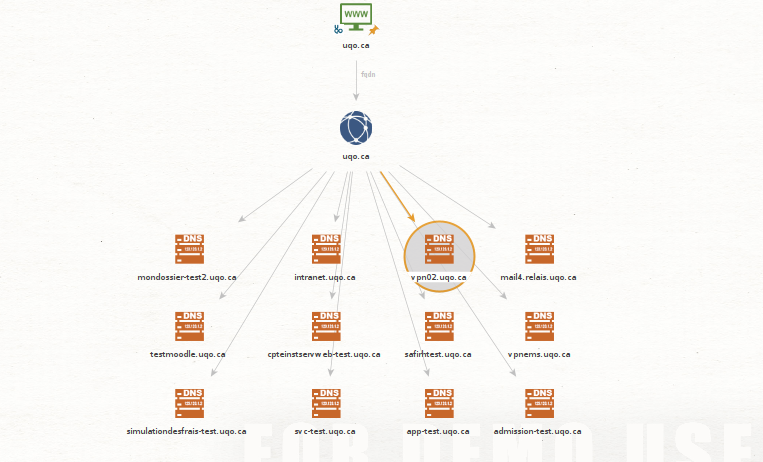 WWW
uqo.ca
fqdn
uqo.ca
DNS DNS DNS DNS
mondossier-test2.uqo.ca intranet.uqo.ca vpn02.uqo.ca mail4.relais.uqo.ca
DNS DNS DNS DNS
testmoodle.uqo.ca cpteinstservweb-test.uqo.ca safirhtest.uqo.ca vpnems.uqo.ca
DNS DNS DNS DNS
simulationdesfrais-test.uqo.ca svc-test.uqo.ca app-test.uqo.ca admission-test.uqo.ca
FOR DEMO USE